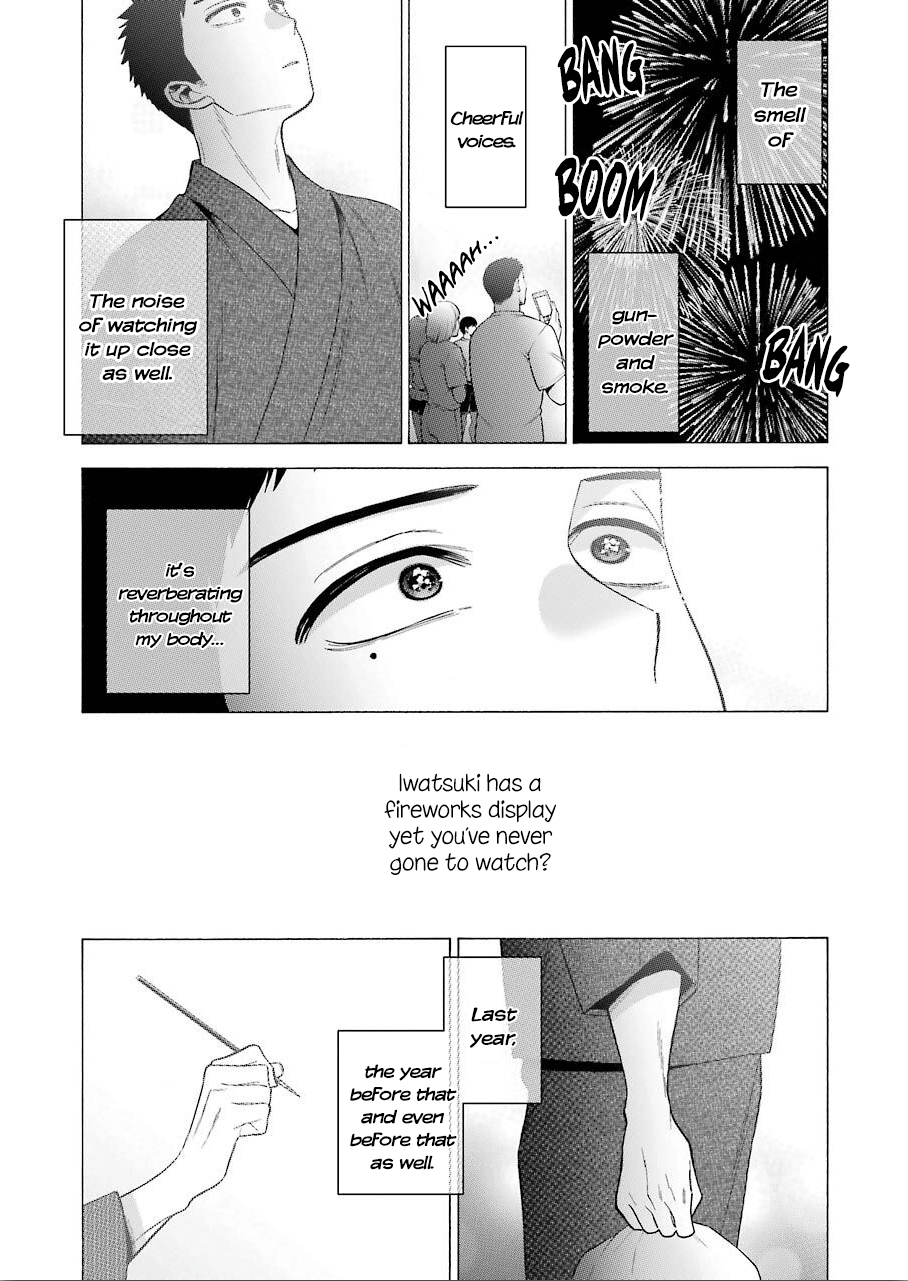 The
smell
of
BANG
BOOM
gun-
powder
and
smoke.
BANG
Cheerful
voices.
WAAAAH...
The noise
of watching
it up close
as well.
it's
reverberating
throughout
my body...
Iwatsuki has a
fireworks display
yet you've never
gone to watch?
Last
year,
the year
before that
and even
before that
as well.